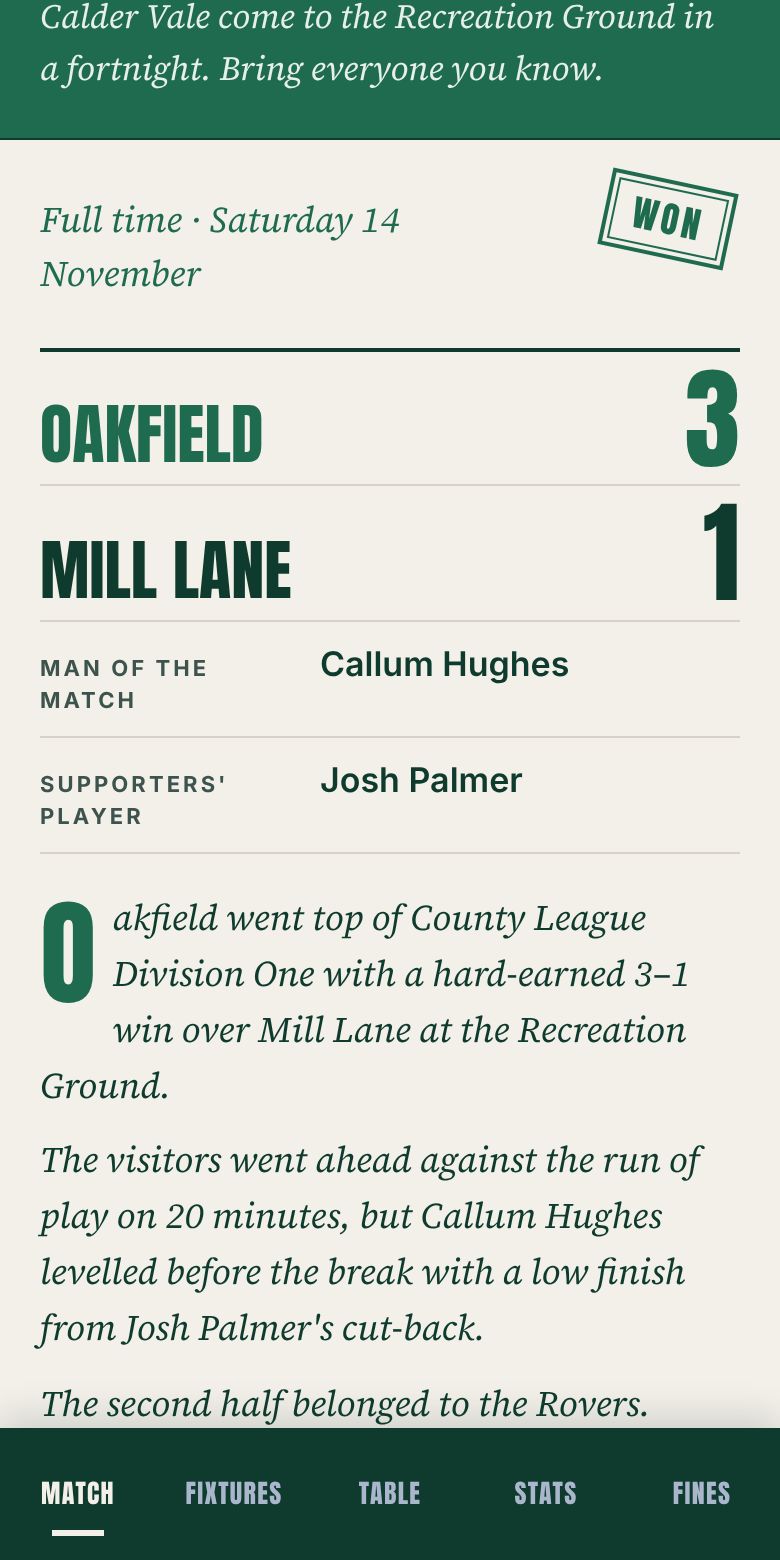 Calder Vale come to the Recreation Ground in
a fortnight. Bring everyone you know.
Full time · Saturday 14
November
WON
OAKFIELD 3
MILL LANE 1
MAN OF THE
MATCH
Callum Hughes
SUPPORTERS'
PLAYER
Josh Palmer
Oakfield went top of County League
Division One with a hard-earned 3–1
win over Mill Lane at the Recreation
Ground.
The visitors went ahead against the run of
play on 20 minutes, but Callum Hughes
levelled before the break with a low finish
from Josh Palmer's cut-back.
The second half belonged to the Rovers.
MATCH FIXTURES TABLE STATS FINES